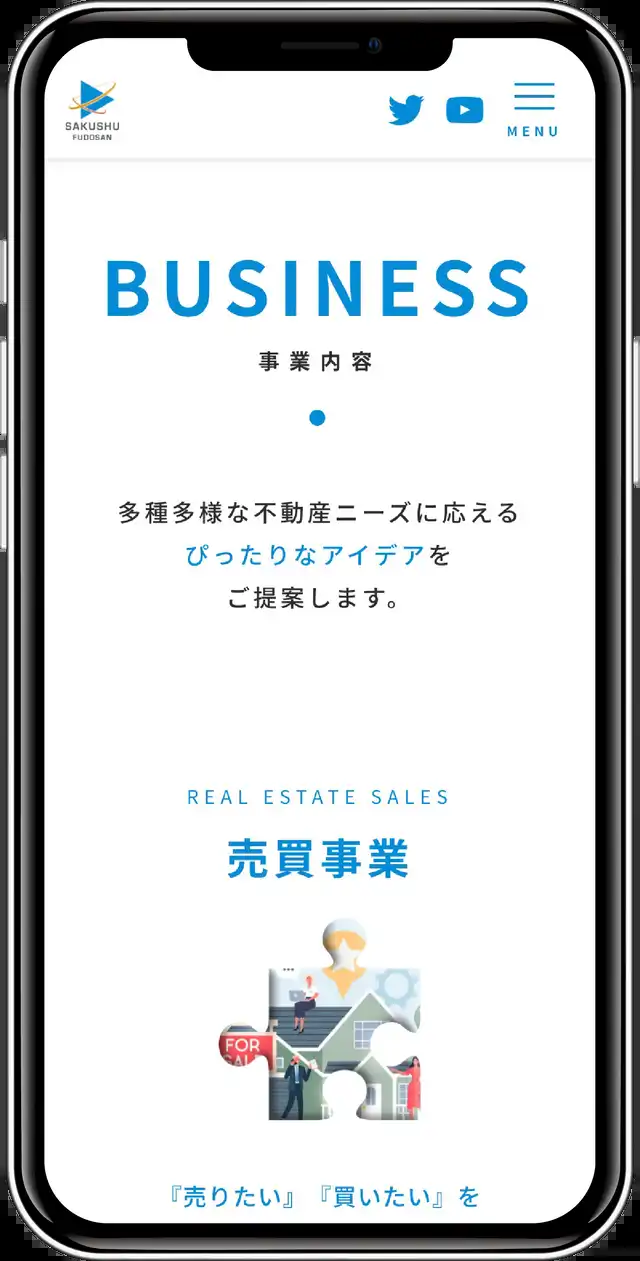 SAKUSHU
FUDOSAN
MENU
BUSINESS
事業内容
多種多様な不動産ニーズに応える
ぴったりなアイデアを
ご提案します。
REAL ESTATE SALES
売買事業
FOR
SALE
『売りたい』『買いたい』を